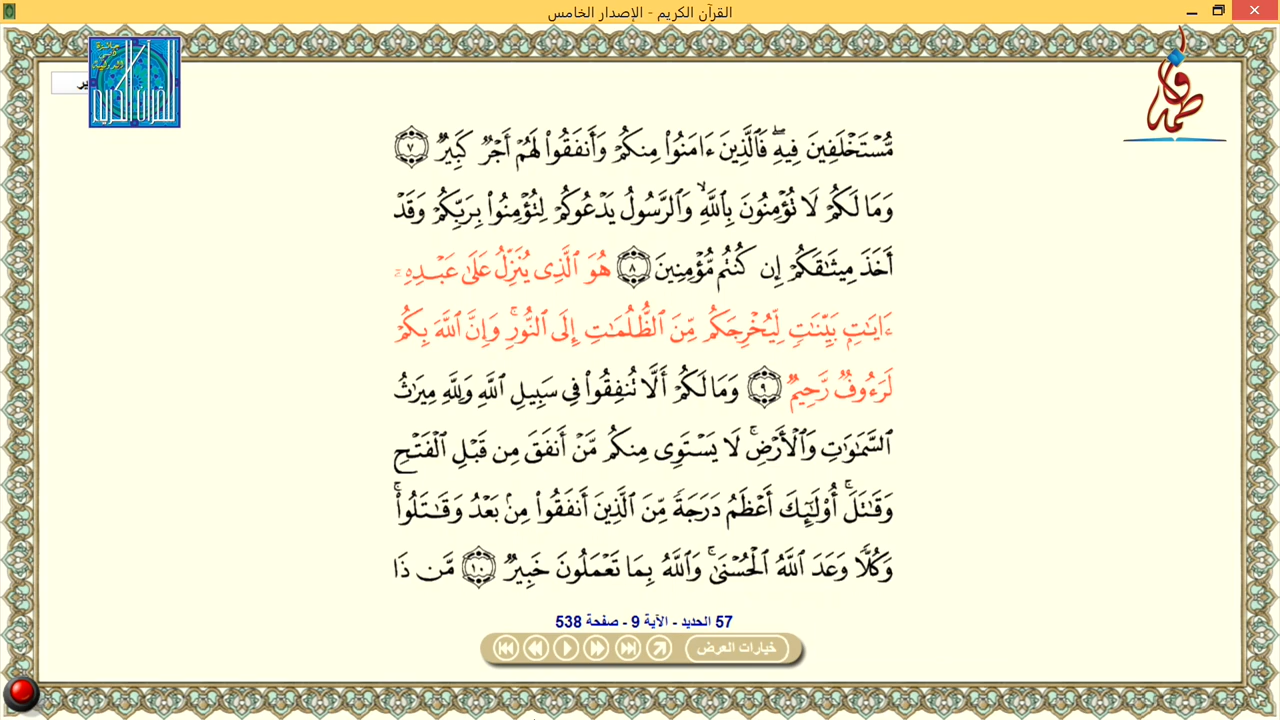 القرآن الكريم - الإصدار الخامس
للقرآن الكريم
فاطمة
مُّسْتَخْلَفِينَ فِيهِ ۖ فَٱلَّذِينَ ءَامَنُوا۟ مِنكُمْ وَأَنفَقُوا۟ لَهُمْ أَجْرٌ كَبِيرٌ ٧
وَمَا لَكُمْ لَا تُؤْمِنُونَ بِٱللَّهِ ۙ وَٱلرَّسُولُ يَدْعُوكُمْ لِتُؤْمِنُوا۟ بِرَبِّكُمْ وَقَدْ
أَخَذَ مِيثَٰقَكُمْ إِن كُنتُم مُّؤْمِنِينَ ٨ هُوَ ٱلَّذِى يُنَزِّلُ عَلَىٰ عَبْدِهِۦ
ءَايَٰتٍۭ بَيِّنَٰتٍ لِّيُخْرِجَكُم مِّنَ ٱلظُّلُمَٰتِ إِلَى ٱلنُّورِ ۚ وَإِنَّ ٱللَّهَ بِكُمْ
لَرَءُوفٌ رَّحِيمٌ ٩ وَمَا لَكُمْ أَلَّا تُنفِقُوا۟ فِى سَبِيلِ ٱللَّهِ وَلِلَّهِ مِيرَٰثُ
ٱلسَّمَٰوَٰتِ وَٱلْأَرْضِ ۚ لَا يَسْتَوِى مِنكُم مَّنْ أَنفَقَ مِن قَبْلِ ٱلْفَتْحِ
وَقَٰتَلَ ۚ أُو۟لَٰٓئِكَ أَعْظَمُ دَرَجَةً مِّنَ ٱلَّذِينَ أَنفَقُوا۟ مِنۢ بَعْدُ وَقَٰتَلُوا۟ ۚ
وَكُلًّا وَعَدَ ٱللَّهُ ٱلْحُسْنَىٰ ۚ وَٱللَّهُ بِمَا تَعْمَلُونَ خَبِيرٌ ١٠ مَّن ذَا
57 الحديد - الآية 9 - صفحة 538
خيارات العرض